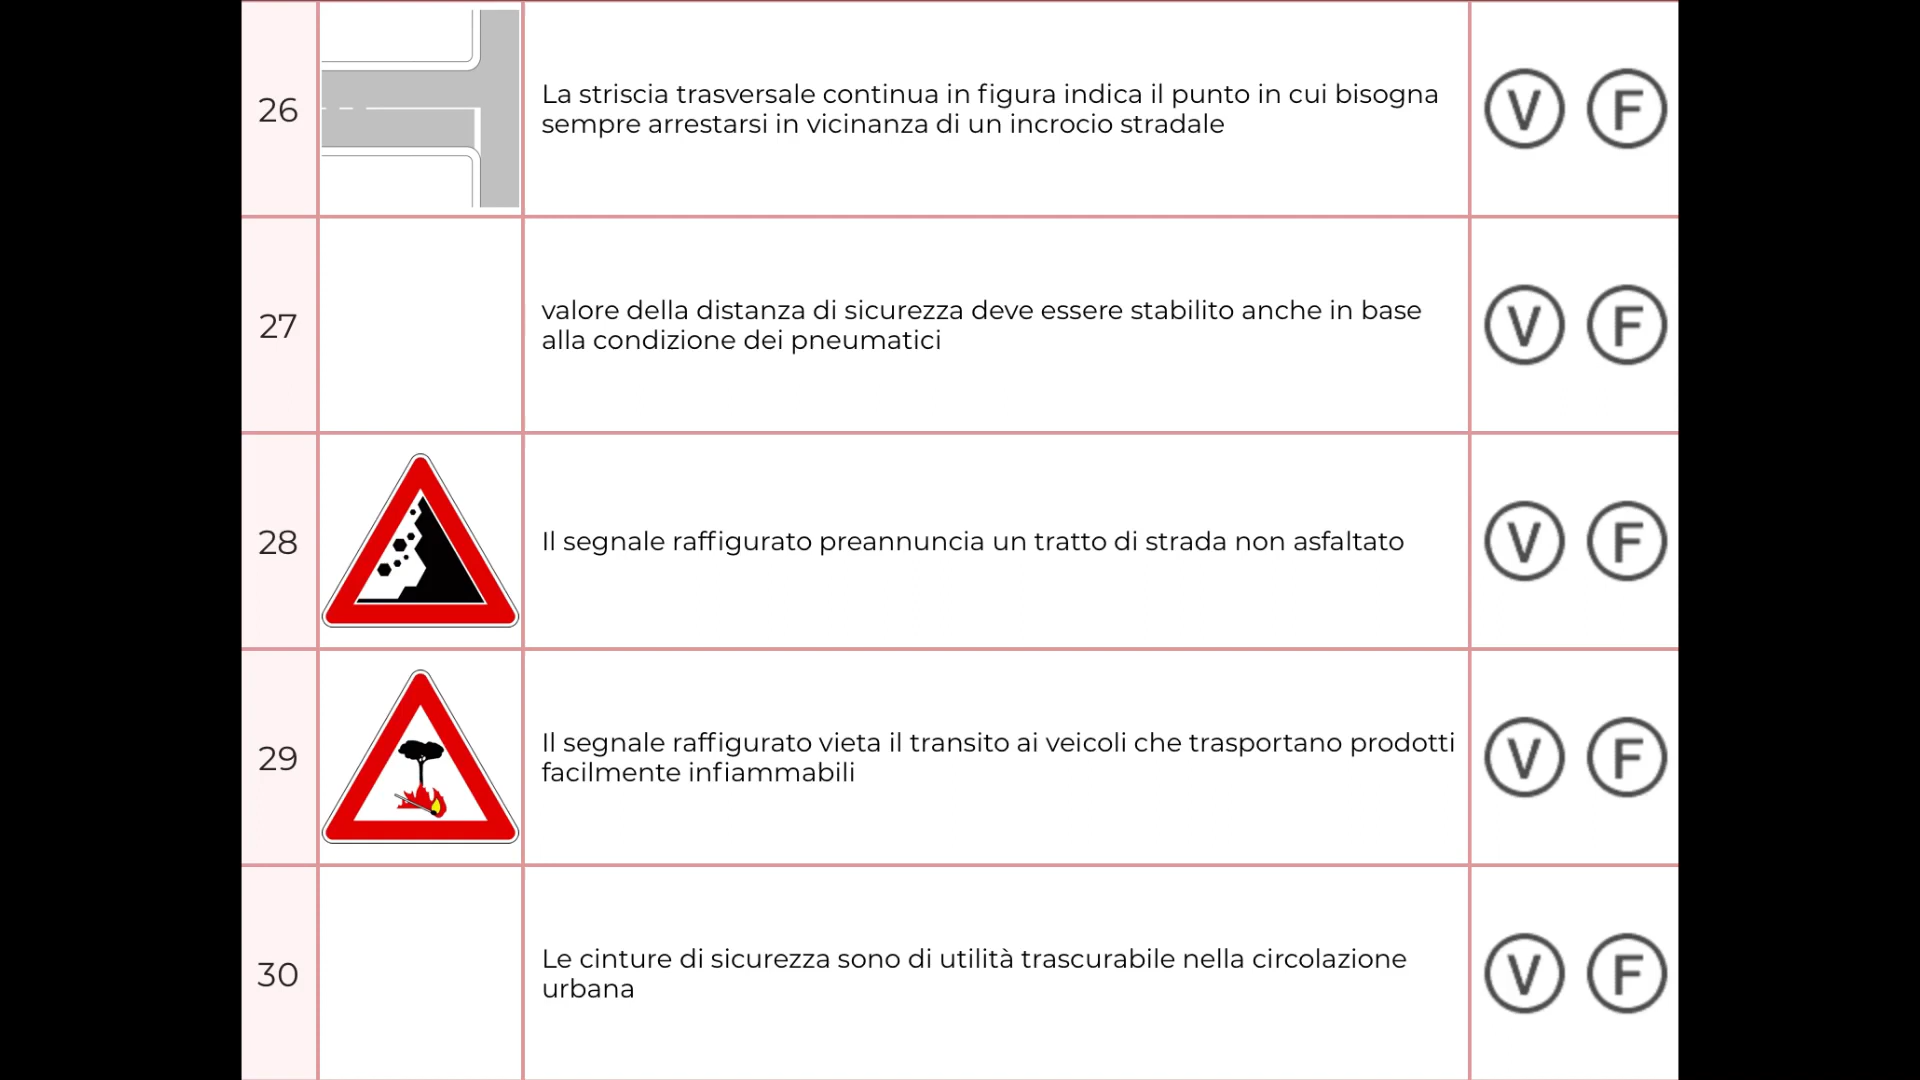 26
La striscia trasversale continua in figura indica il punto in cui bisogna
sempre arrestarsi in vicinanza di un incrocio stradale
V F
27
valore della distanza di sicurezza deve essere stabilito anche in base
alla condizione dei pneumatici
V F
28
Il segnale raffigurato preannuncia un tratto di strada non asfaltato
V F
29
Il segnale raffigurato vieta il transito ai veicoli che trasportano prodotti
facilmente infiammabili
V F
30
Le cinture di sicurezza sono di utilità trascurabile nella circolazione
urbana
V F